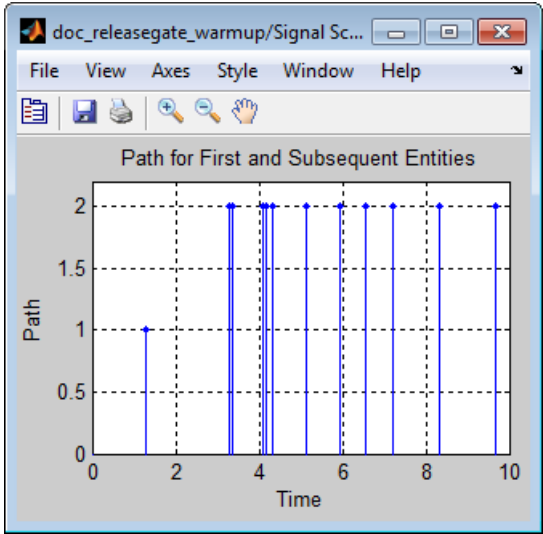 doc_releasegate_warmup/Signal Sc...
File View Axes Style Window Help
Path for First and Subsequent Entities
2
1.5
1
0.5
0
Path
0 2 4 6 8 10
Time